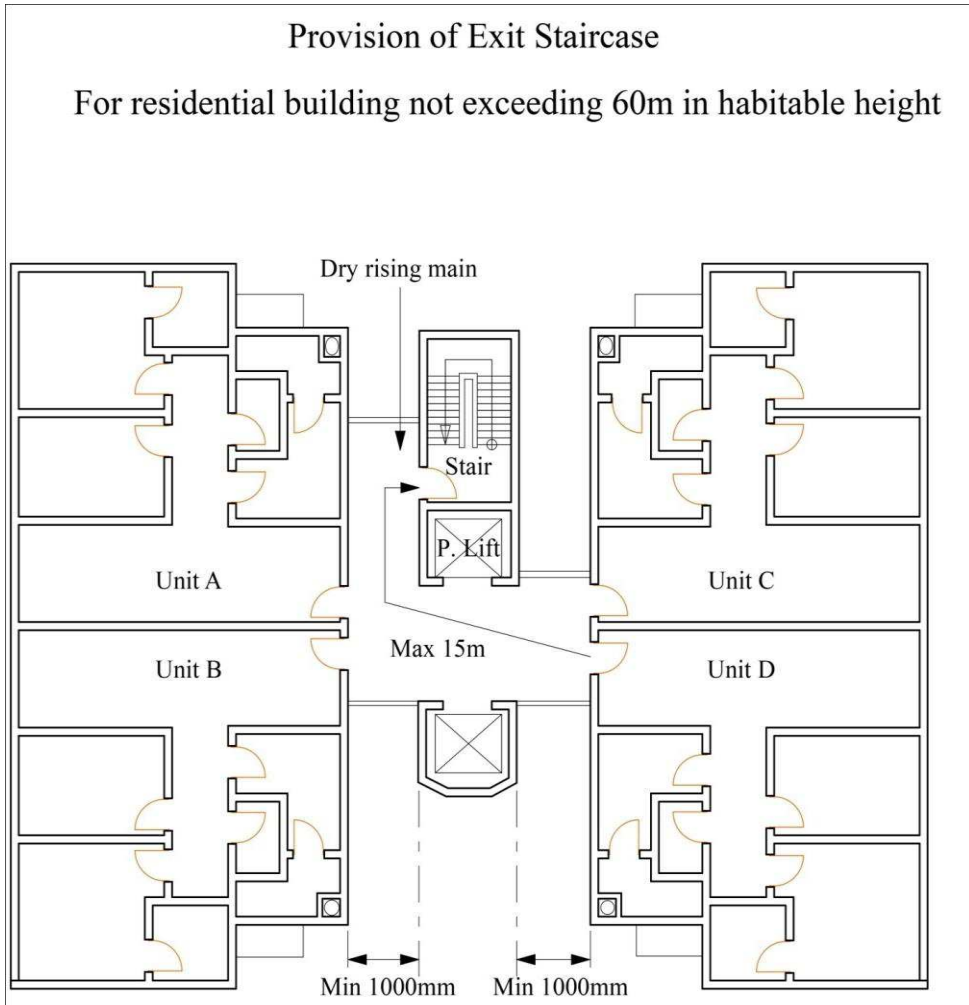 Provision of Exit Staircase
For residential building not exceeding 60m in habitable height
Dry rising main
Stair
P. Lift
Unit A
Unit C
Max 15m
Unit B
Unit D
Min 1000mm
Min 1000mm